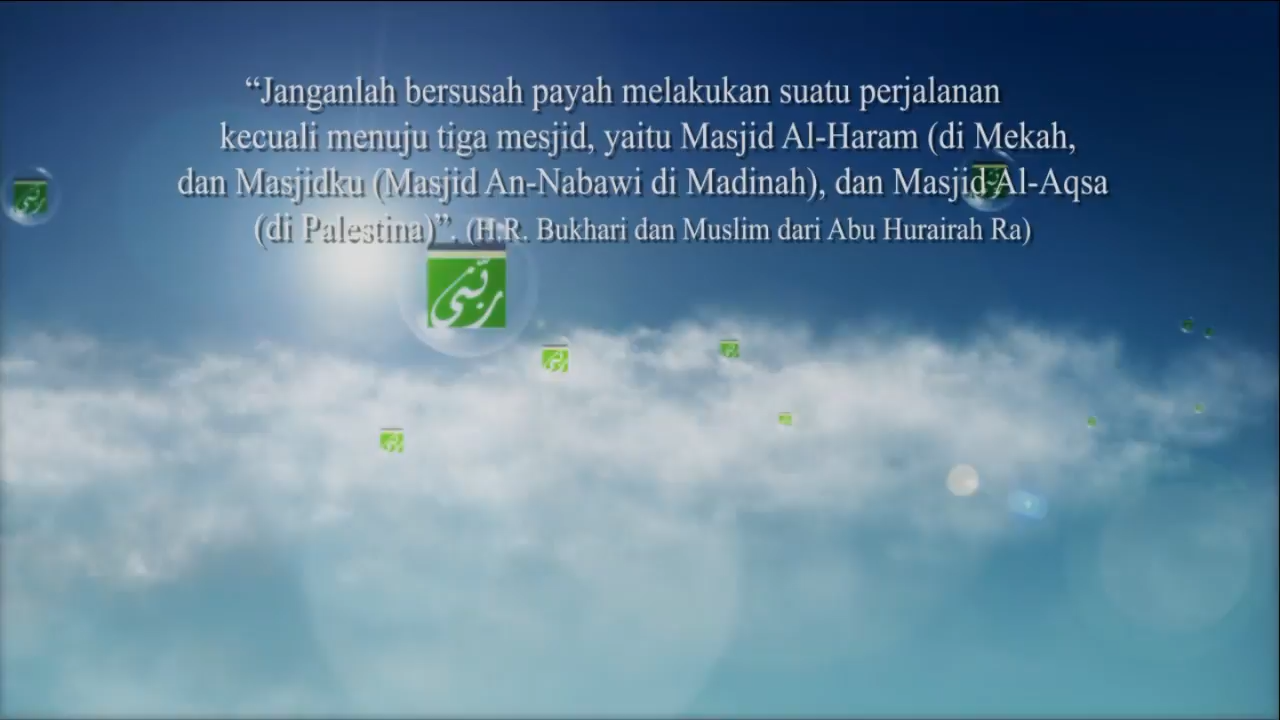 “Janganlah bersusah payah melakukan suatu perjalanan
kecuali menuju tiga mesjid, yaitu Masjid Al-Haram (di Mekah,
dan Masjidku (Masjid An-Nabawi di Madinah), dan Masjid Al-Aqsa
(di Palestina)”. (H.R. Bukhari dan Muslim dari Abu Hurairah Ra)